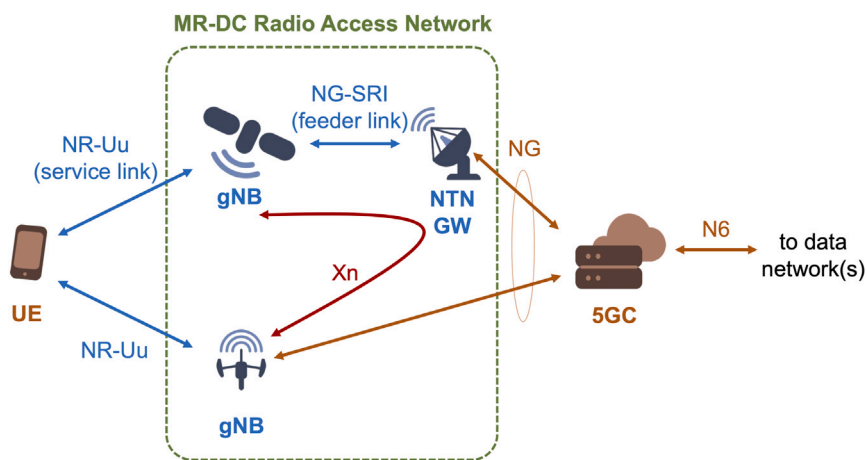 MR-DC Radio Access Network
NG-SRI
(feeder link)
NR-Uu
(service link)
gNB
NTN
GW
NG
N6
to data
network(s)
UE
Xn
5GC
NR-Uu
gNB